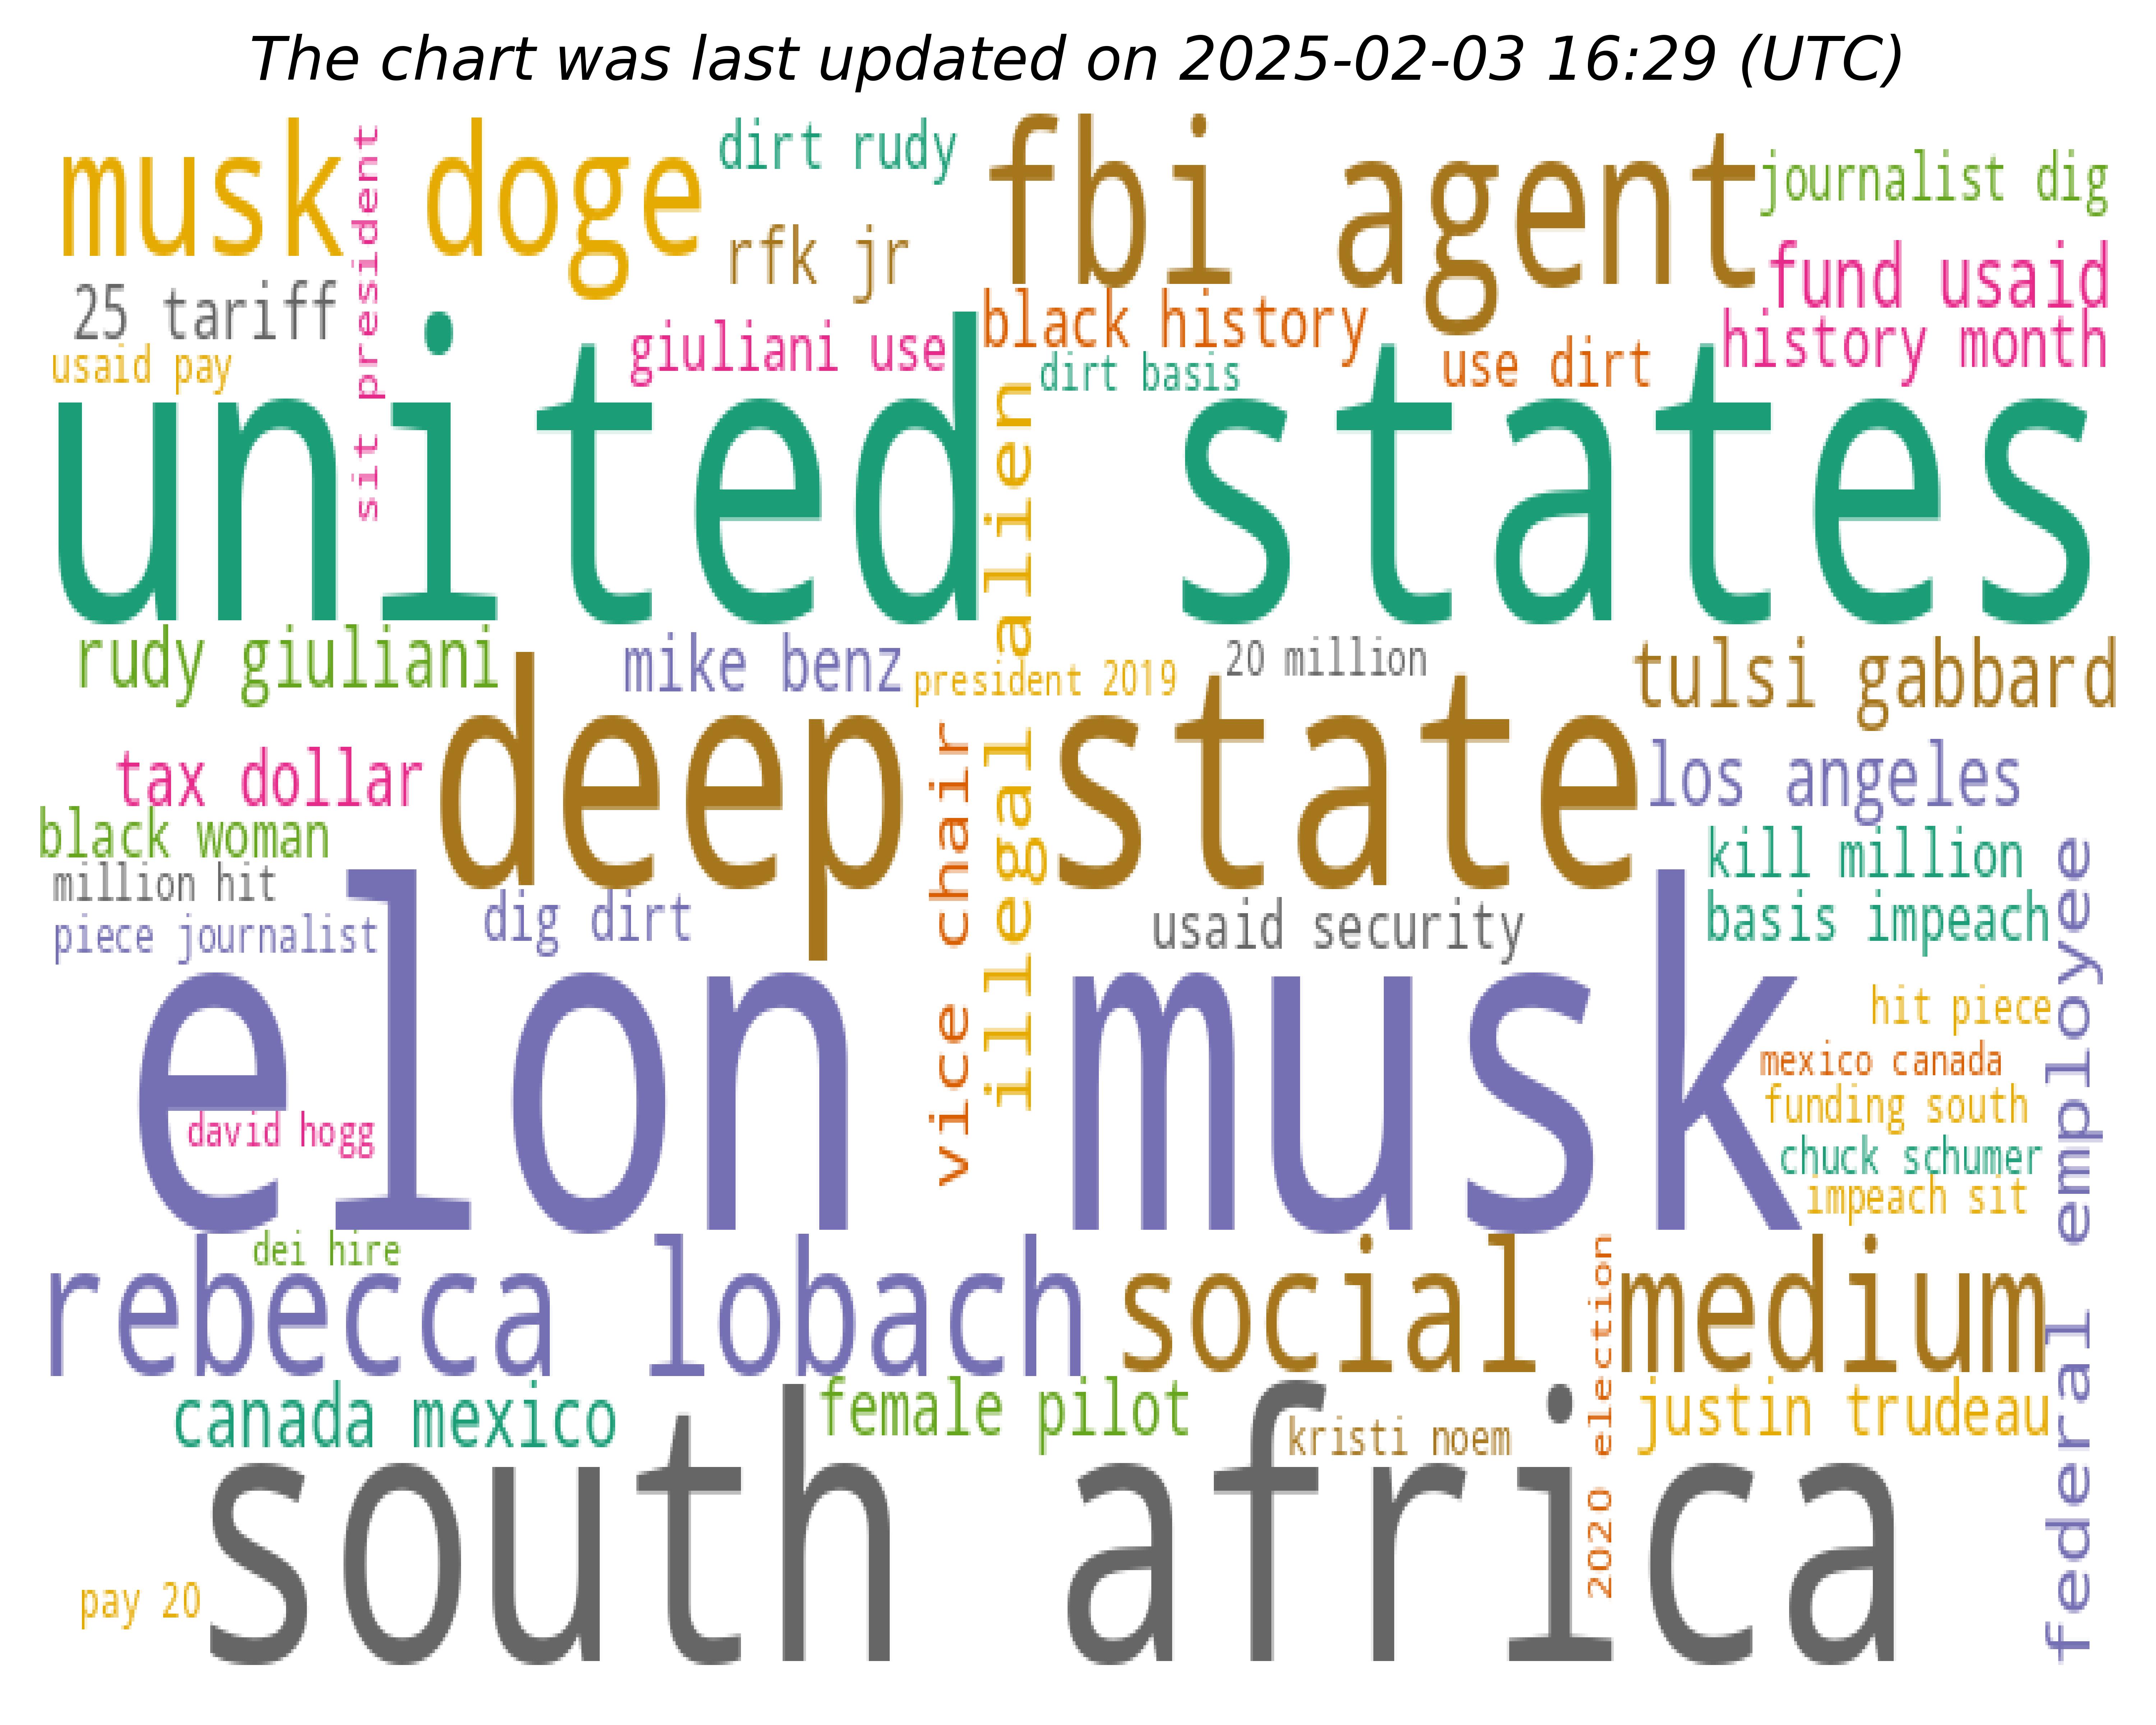 The chart was last updated on 2025-02-03 16:29 (UTC)
musk doge
sit president
dirt rudy
fbi agent
journalist dig
rfk jr
fund usaid
25 tariff
black history
history month
giuliani use
usaid pay
dirt basis
use dirt
united states
illegal alien
rudy giuliani
mike benz
president 2019
20 million
tulsi gabbard
deep state
vice chair
tax dollar
los angeles
black woman
kill million
federal employee
million hit
dig dirt
usaid security
basis impeach
piece journalist
elon musk
hit piece
mexico canada
funding south
david hogg
chuck schumer
impeach sit
dei hire
rebecca lobach
social medium
2020 election
canada mexico
female pilot
kristi noem
justin trudeau
south africa
pay 20